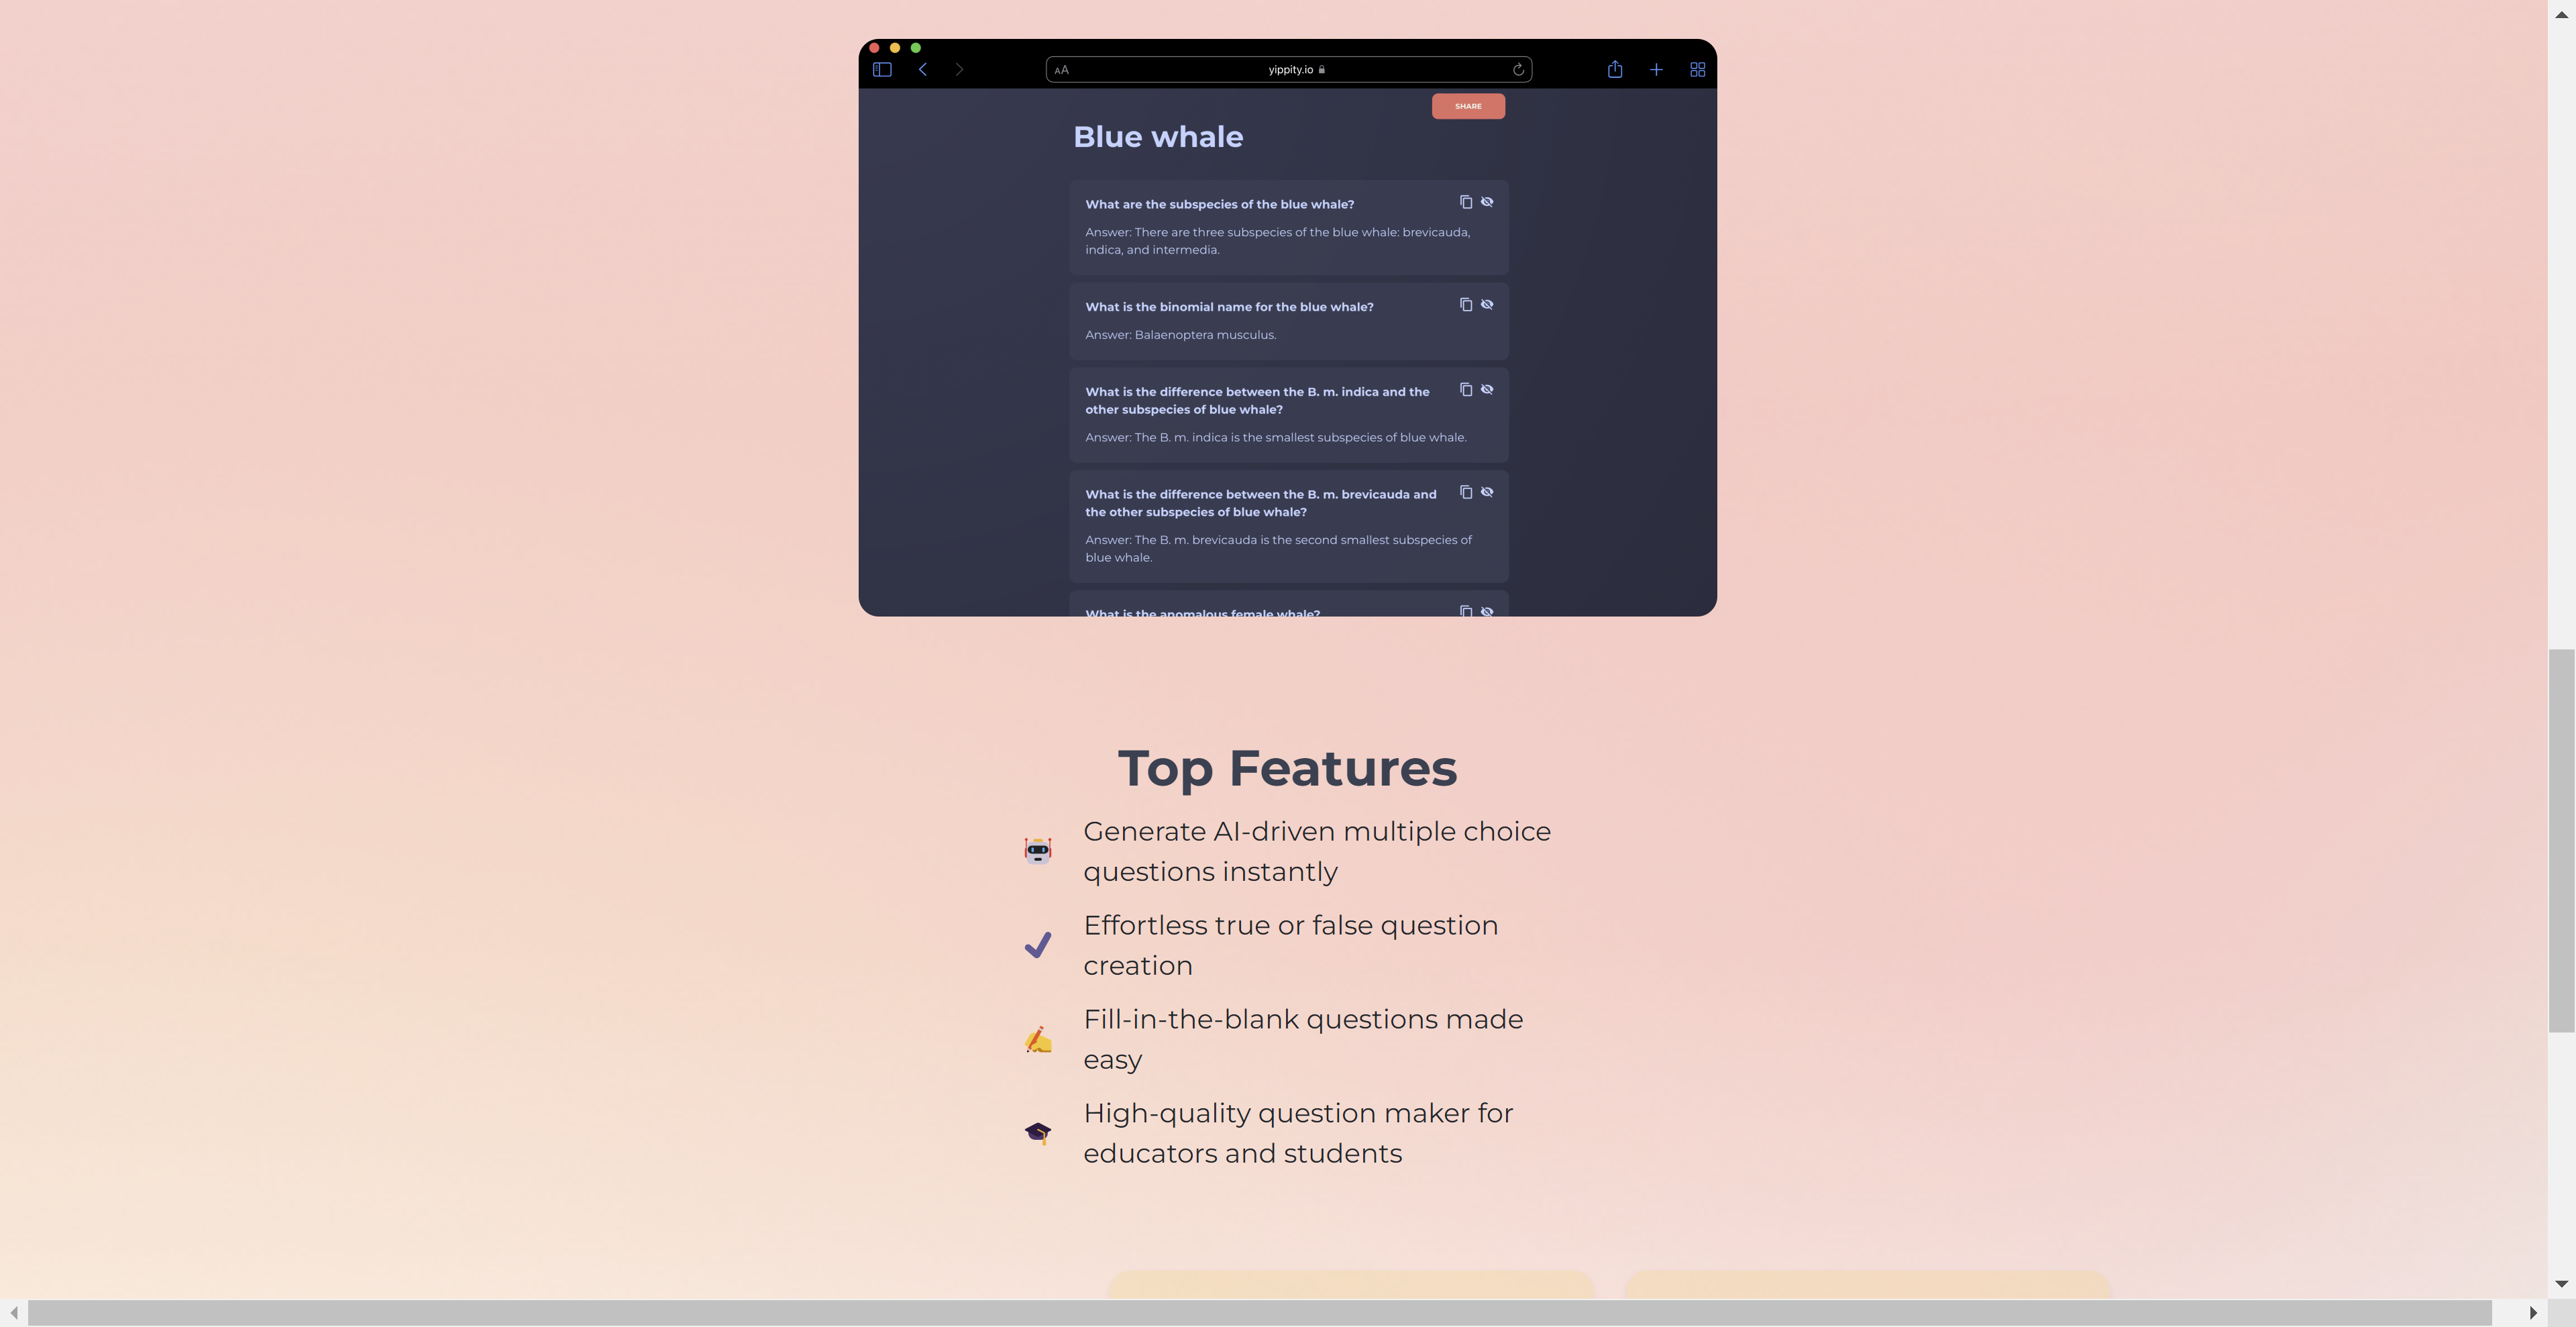 AA
yippity.io
SHARE
Blue whale
What are the subspecies of the blue whale?
Answer: There are three subspecies of the blue whale: brevicauda,
indica, and intermedia.
What is the binomial name for the blue whale?
Answer: Balaenoptera musculus.
What is the difference between the B. m. indica and the
other subspecies of blue whale?
Answer: The B. m. indica is the smallest subspecies of blue whale.
What is the difference between the B. m. brevicauda and
the other subspecies of blue whale?
Answer: The B. m. brevicauda is the second smallest subspecies of
blue whale.
What is the anomalous female whale?
Top Features
Generate AI-driven multiple choice
questions instantly
Effortless true or false question
creation
Fill-in-the-blank questions made
easy
High-quality question maker for
educators and students